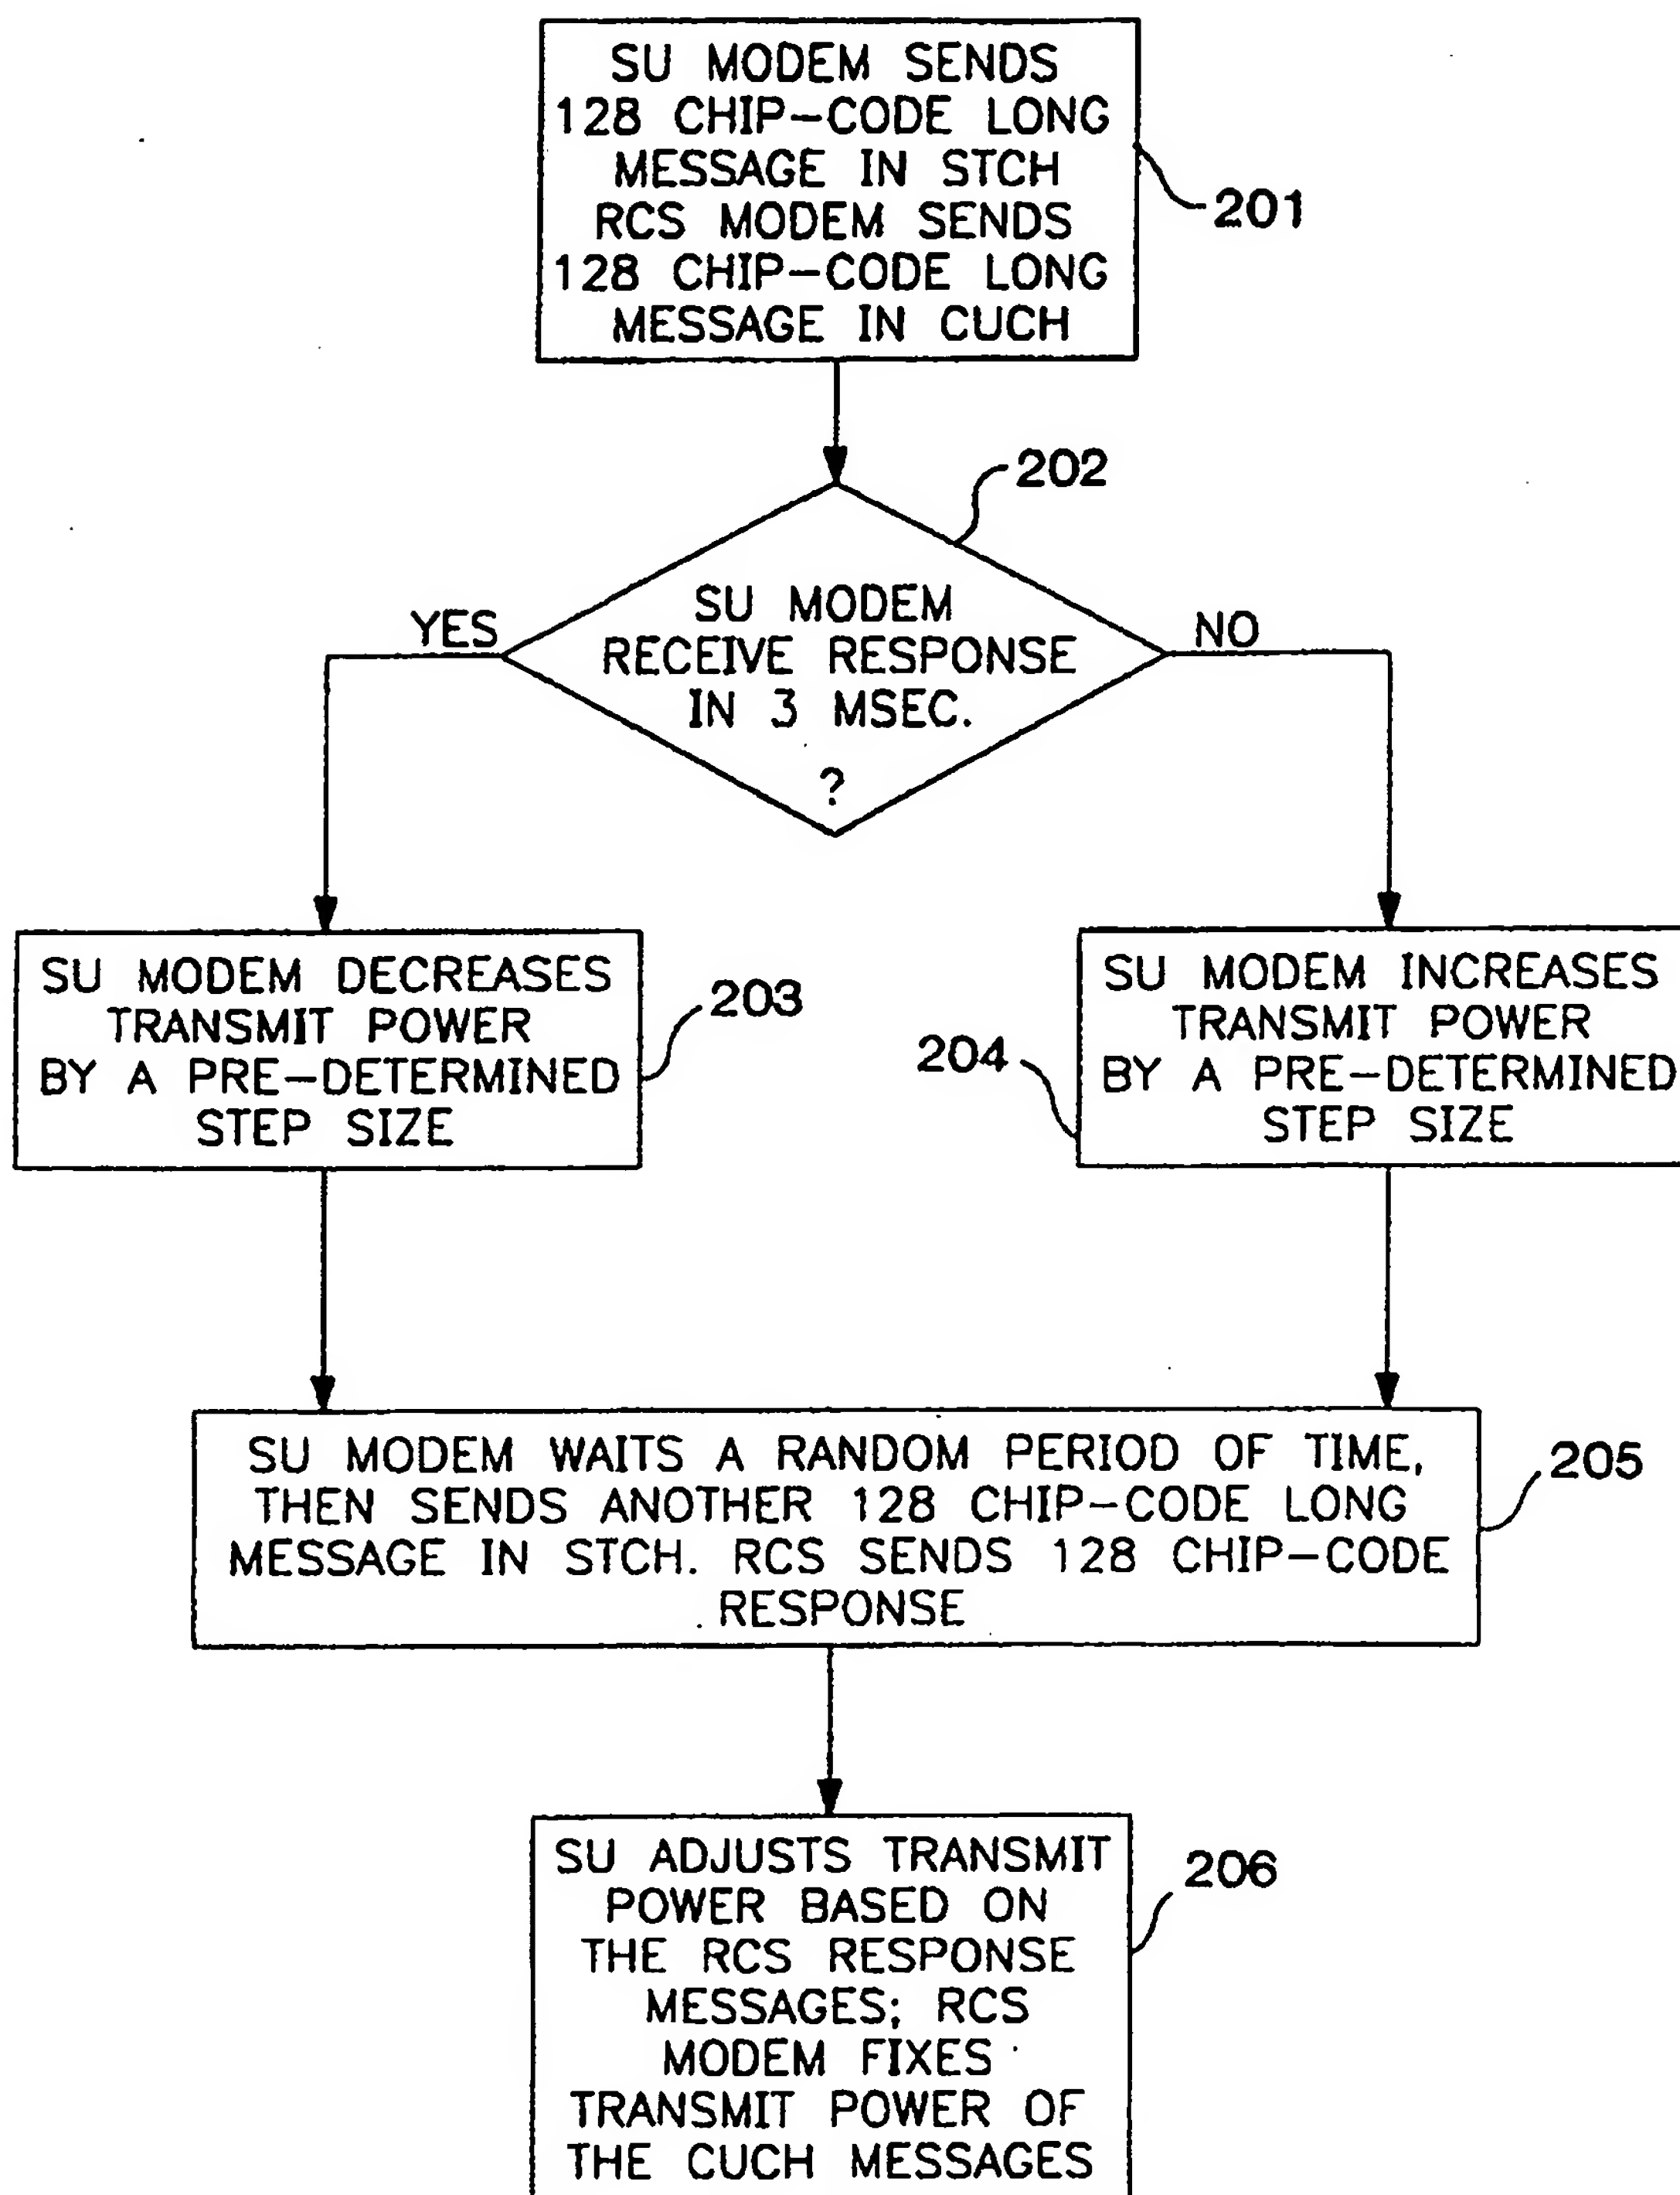 SU MODEM SENDS
128 CHIP-CODE LONG
MESSAGE IN STCH
RCS MODEM SENDS
128 CHIP-CODE LONG
MESSAGE IN CUCH
201
202
SU MODEM
RECEIVE RESPONSE
IN 3 MSEC.
?
YES
NO
SU MODEM DECREASES
TRANSMIT POWER
BY A PRE-DETERMINED
STEP SIZE
203
SU MODEM INCREASES
TRANSMIT POWER
BY A PRE-DETERMINED
STEP SIZE
204
SU MODEM WAITS A RANDOM PERIOD OF TIME,
THEN SENDS ANOTHER 128 CHIP-CODE LONG
MESSAGE IN STCH. RCS SENDS 128 CHIP-CODE
RESPONSE
205
SU ADJUSTS TRANSMIT
POWER BASED ON
THE RCS RESPONSE
MESSAGES; RCS
MODEM FIXES
TRANSMIT POWER OF
THE CUCH MESSAGES
206